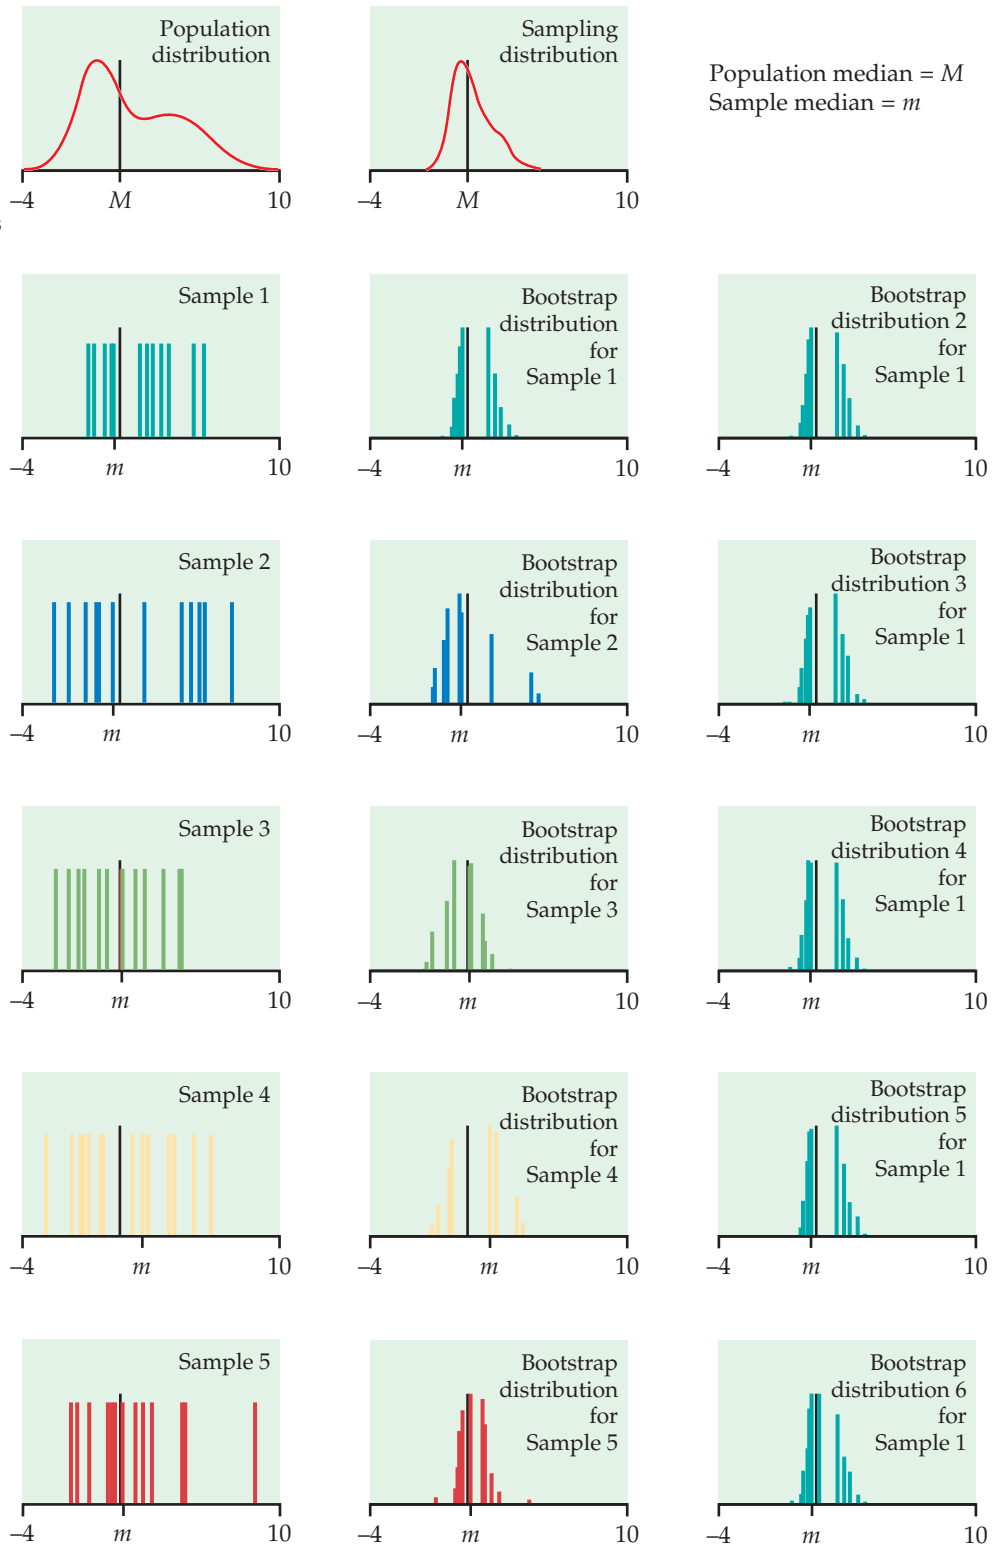 Population
distribution
–4
M
10
Sampling
distribution
–4
M
10
Population median = M
Sample median = m
s
Sample 1
–4
m
10
Bootstrap
distribution
for
Sample 1
–4
m
10
Bootstrap
distribution 2
for
Sample 1
–4
m
10
Sample 2
–4
m
10
Bootstrap
distribution
for
Sample 2
–4
m
10
Bootstrap
distribution 3
for
Sample 1
–4
m
10
Sample 3
–4
m
10
Bootstrap
distribution
for
Sample 3
–4
m
10
Bootstrap
distribution 4
for
Sample 1
–4
m
10
Sample 4
–4
m
10
Bootstrap
distribution
for
Sample 4
–4
m
10
Bootstrap
distribution 5
for
Sample 1
–4
m
10
Sample 5
–4
m
10
Bootstrap
distribution
for
Sample 5
–4
m
10
Bootstrap
distribution 6
for
Sample 1
–4
m
10